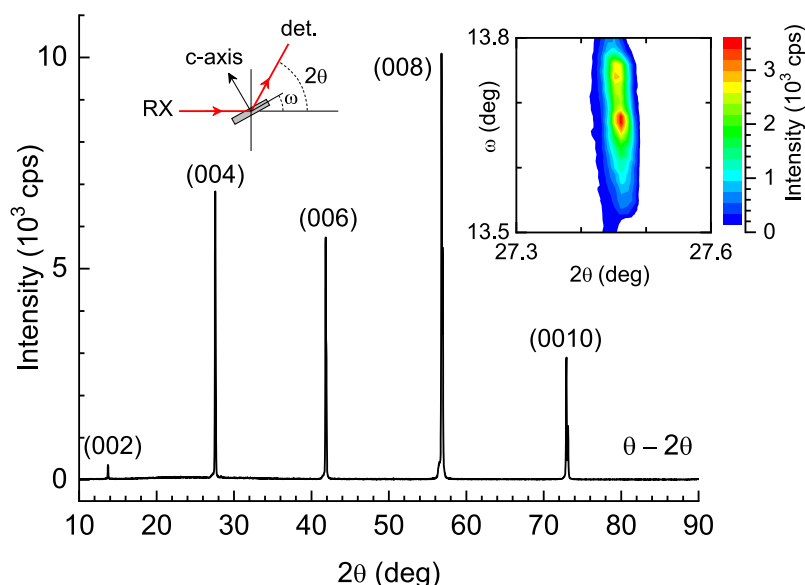 10
5
0
10 20 30 40 50 60 70 80 90
Intensity (10³ cps)
2θ (deg)
(002)
(004)
(006)
(008)
(0010)
θ – 2θ
det.
c-axis
2θ
RX
ω
13.8
13.5
ω (deg)
27.3 27.6
2θ (deg)
3
2
1
0
Intensity (10³ cps)